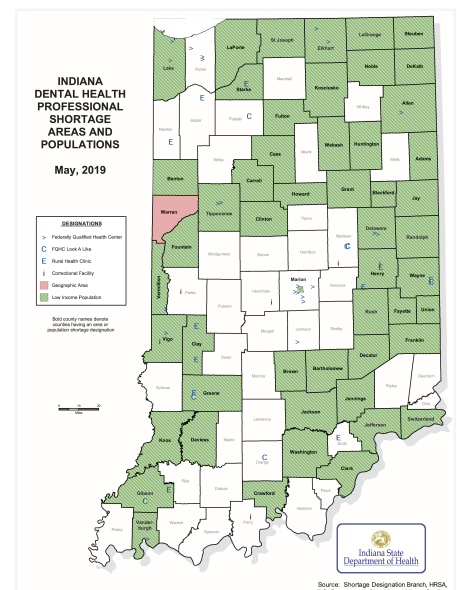 INDIANA
DENTAL HEALTH
PROFESSIONAL
SHORTAGE
AREAS AND
POPULATIONS
May, 2019
DESIGNATIONS
> Federally Qualified Health Center
C FQHC Look A Like
E Rural Health Clinic
i Correctional Facility
Geographic Area
Low Income Population
Bold county names denote
counties having an area or
population shortage designation
0 10 20
Miles
Lake
Porter
LaPorte
St Joseph
Elkhart
LaGrange
Steuben
Noble
DeKalb
Starke
Marshall
Kosciusko
Whitley
Allen
Newton
Jasper
Pulaski
Fulton
Cass
Miami
Wabash
Huntington
Wells
Adams
White
Benton
Carroll
Howard
Grant
Blackford
Jay
Warren
Tippecanoe
Clinton
Tipton
Madison
Delaware
Randolph
Fountain
Montgomery
Boone
Hamilton
Henry
Wayne
Vermillion
Parke
Putnam
Hendricks
Marion
Hancock
Rush
Fayette
Union
Vigo
Clay
Owen
Morgan
Johnson
Shelby
Franklin
Decatur
Sullivan
Greene
Monroe
Brown
Bartholomew
Jennings
Ripley
Dearborn
Ohio
Switzerland
Jefferson
Jackson
Lawrence
Knox
Daviess
Martin
Orange
Washington
Scott
Clark
Gibson
Pike
Dubois
Crawford
Floyd
Harrison
Posey
Vander-
burgh
Warrick
Spencer
Perry
Indiana State
Department of Health
Source: Shortage Designation Branch, HRSA,